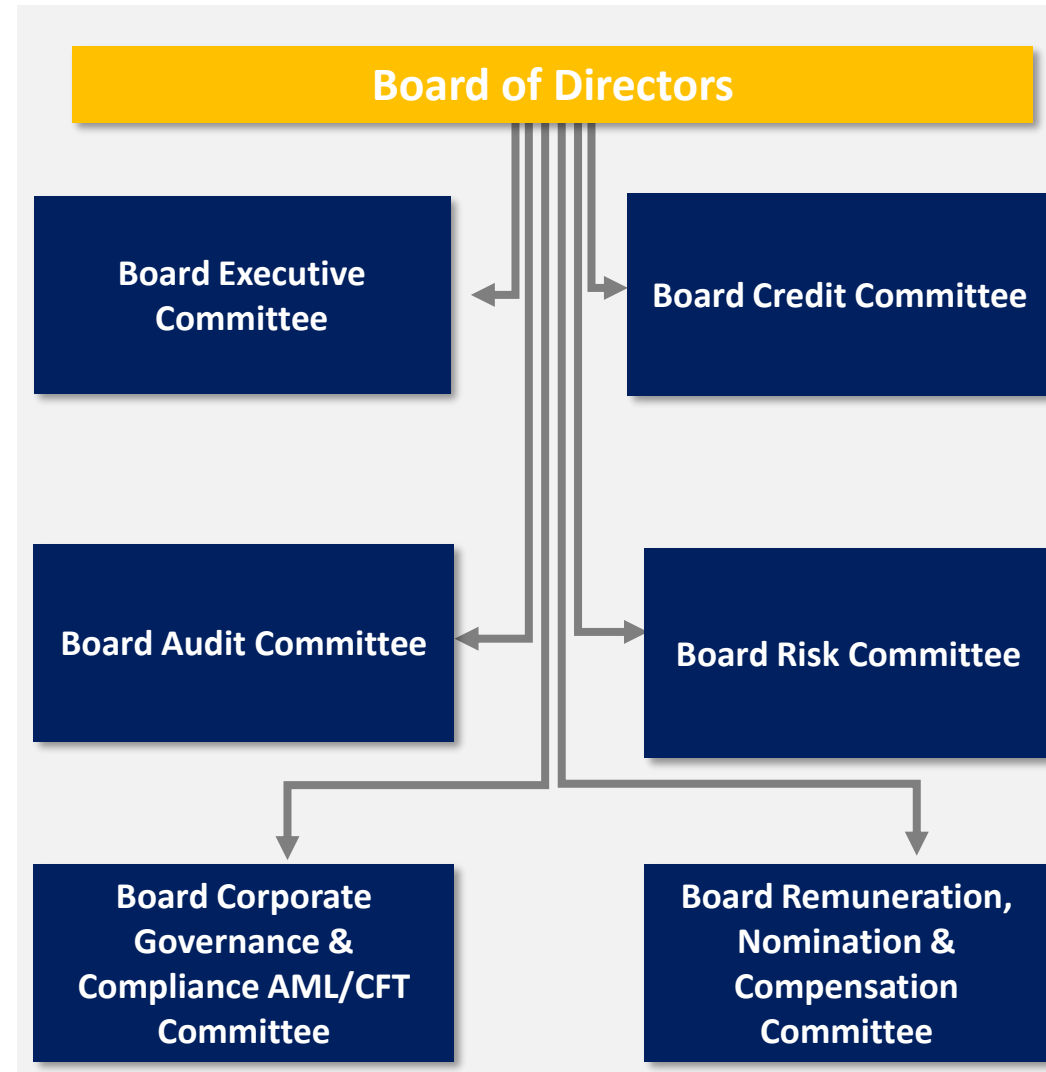 Board of Directors
Board Executive
Committee
Board Credit Committee
Board Audit Committee
Board Risk Committee
Board Corporate
Governance &
Compliance AML/CFT
Committee
Board Remuneration,
Nomination &
Compensation
Committee